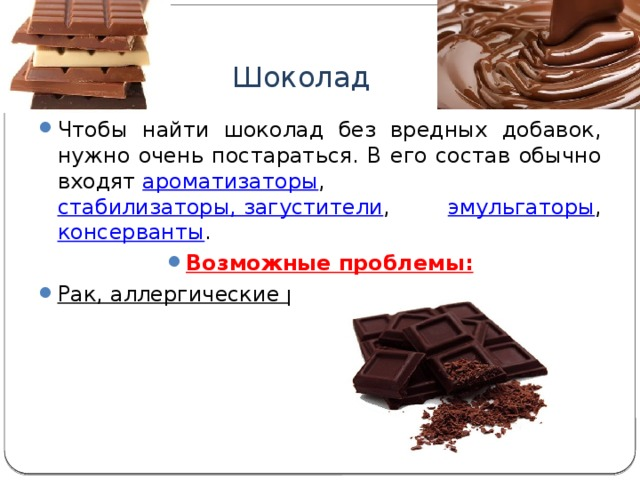 Шоколад
Чтобы найти шоколад без вредных добавок,
нужно очень постараться. В его состав обычно
входят ароматизаторы,
стабилизаторы, загустители, эмульгаторы,
консерванты.
Возможные проблемы:
Рак, аллергические